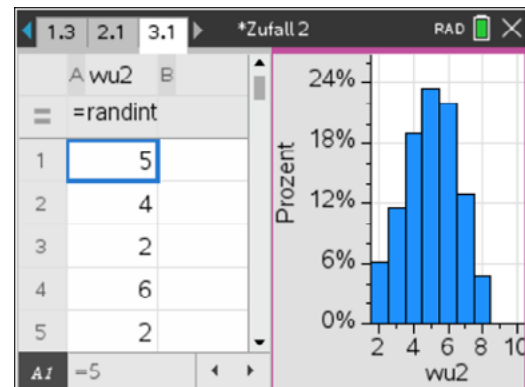 1.3 2.1 3.1 *Zufall 2 RAD
A wu2 B
= =randint
1 5
2 4
3 2
4 6
5 2
A1 =5
24%
18%
12%
6%
0%
Prozent
2 4 6 8 10
wu2